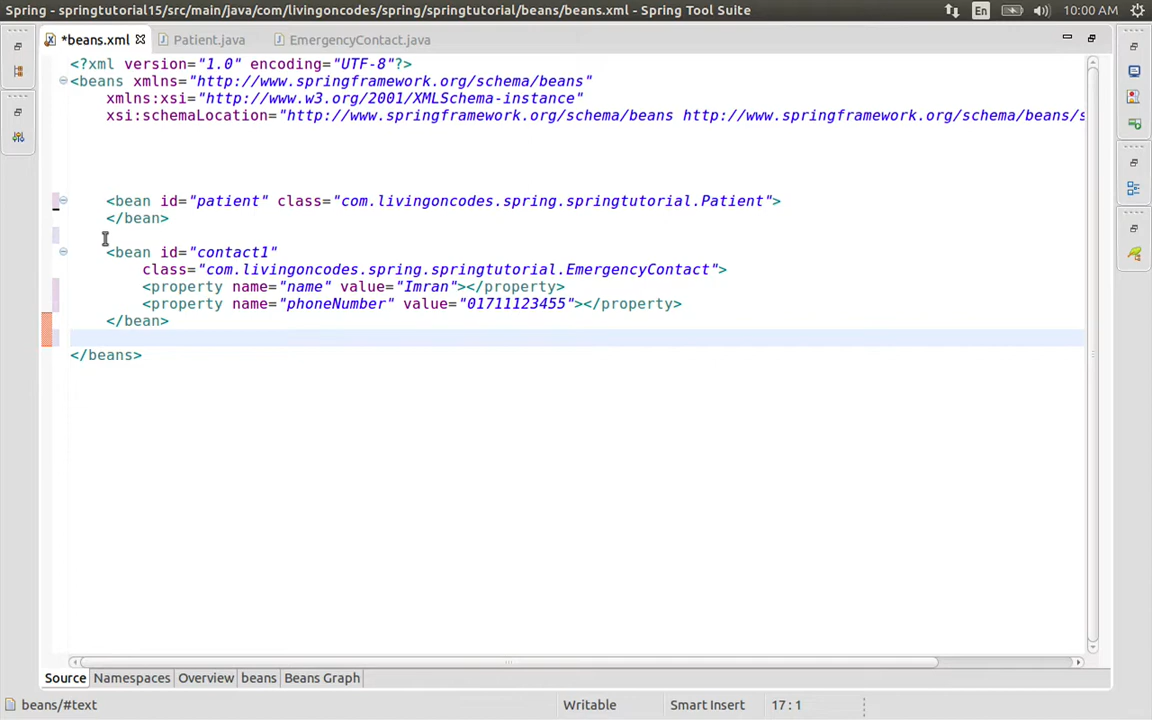 Spring - springtutorial15/src/main/java/com/livingoncodes/spring/springtutorial/beans/beans.xml - Spring Tool Suite
En
10:00 AM
*beans.xml
Patient.java
EmergencyContact.java
<?xml version="1.0" encoding="UTF-8"?>
<beans xmlns="http://www.springframework.org/schema/beans"
xmlns:xsi="http://www.w3.org/2001/XMLSchema-instance"
xsi:schemaLocation="http://www.springframework.org/schema/beans http://www.springframework.org/schema/beans/s
<bean id="patient" class="com.livingoncodes.spring.springtutorial.Patient">
</bean>
<bean id="contact1"
class="com.livingoncodes.spring.springtutorial.EmergencyContact">
<property name="name" value="Imran"></property>
<property name="phoneNumber" value="01711123455"></property>
</bean>
</beans>
Source
Namespaces
Overview
beans
Beans Graph
beans/#text
Writable
Smart Insert
17 : 1